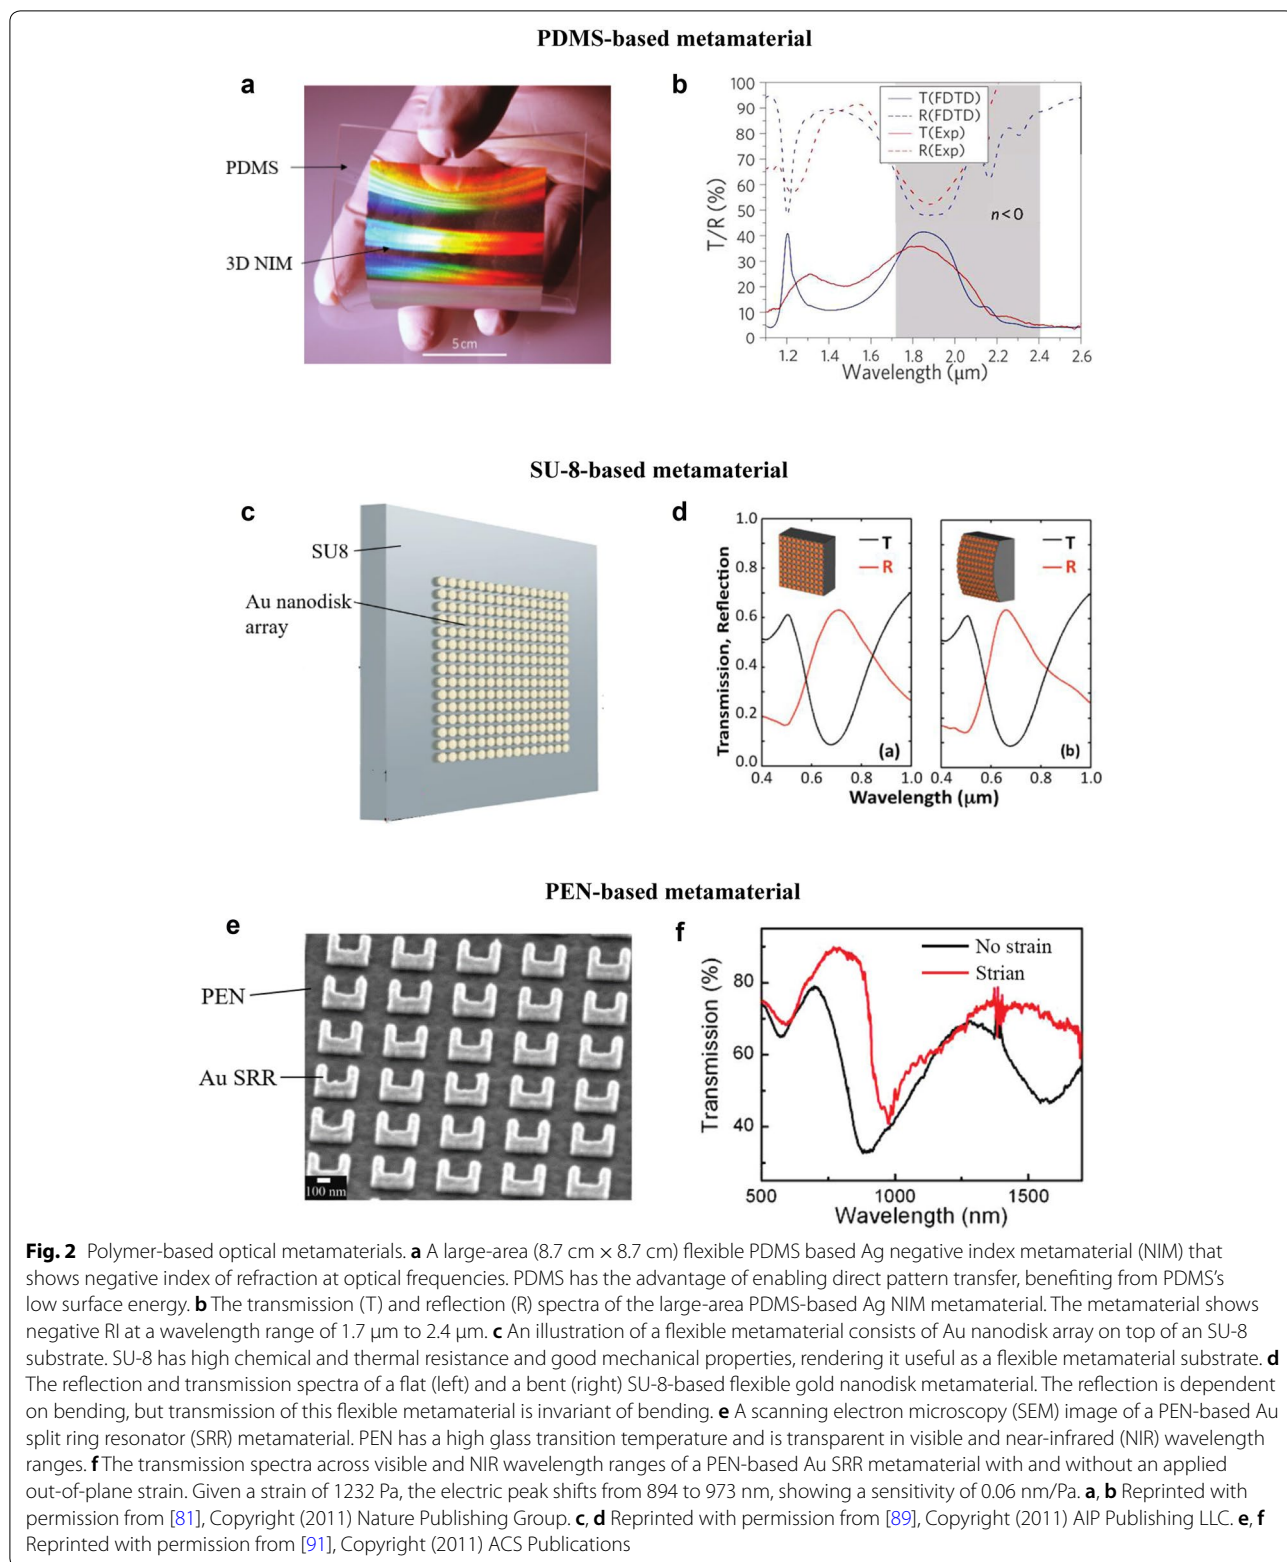 PDMS-based metamaterial
a
PDMS
3D NIM
5 cm
b
T/R (%)
100
90
80
70
60
50
40
30
20
10
0
T(FDTD)
R(FDTD)
T(Exp)
R(Exp)
n < 0
1.2 1.4 1.6 1.8 2.0 2.2 2.4 2.6
Wavelength (μm)
SU-8-based metamaterial
c
SU8
Au nanodisk
array
d
Transmission, Reflection
1.0
0.8
0.6
0.4
0.2
0.0
T
R
(a)
0.4 0.6 0.8 1.0
T
R
(b)
0.4 0.6 0.8 1.0
Wavelength (μm)
PEN-based metamaterial
e
PEN
Au SRR
100 nm
f
Transmission (%)
80
60
40
No strain
Strian
500 1000 1500
Wavelength (nm)
Fig. 2 Polymer-based optical metamaterials. a A large-area (8.7 cm × 8.7 cm) flexible PDMS based Ag negative index metamaterial (NIM) that
shows negative index of refraction at optical frequencies. PDMS has the advantage of enabling direct pattern transfer, benefiting from PDMS's
low surface energy. b The transmission (T) and reflection (R) spectra of the large-area PDMS-based Ag NIM metamaterial. The metamaterial shows
negative RI at a wavelength range of 1.7 μm to 2.4 μm. c An illustration of a flexible metamaterial consists of Au nanodisk array on top of an SU-8
substrate. SU-8 has high chemical and thermal resistance and good mechanical properties, rendering it useful as a flexible metamaterial substrate. d
The reflection and transmission spectra of a flat (left) and a bent (right) SU-8-based flexible gold nanodisk metamaterial. The reflection is dependent
on bending, but transmission of this flexible metamaterial is invariant of bending. e A scanning electron microscopy (SEM) image of a PEN-based Au
split ring resonator (SRR) metamaterial. PEN has a high glass transition temperature and is transparent in visible and near-infrared (NIR) wavelength
ranges. f The transmission spectra across visible and NIR wavelength ranges of a PEN-based Au SRR metamaterial with and without an applied
out-of-plane strain. Given a strain of 1232 Pa, the electric peak shifts from 894 to 973 nm, showing a sensitivity of 0.06 nm/Pa. a, b Reprinted with
permission from [81], Copyright (2011) Nature Publishing Group. c, d Reprinted with permission from [89], Copyright (2011) AIP Publishing LLC. e, f
Reprinted with permission from [91], Copyright (2011) ACS Publications